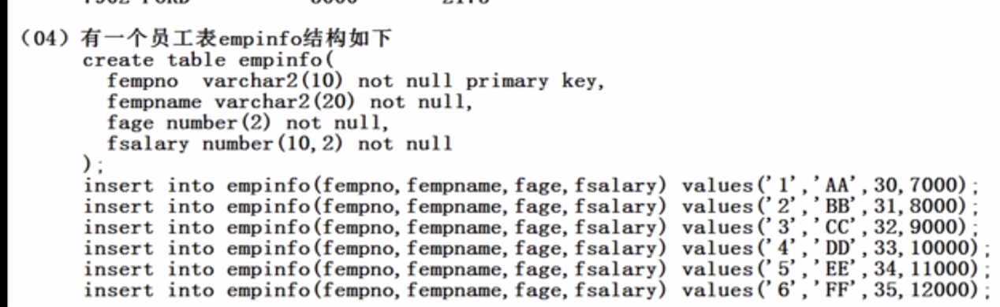 （04）有一个员工表empinfo结构如下
create table empinfo(
fempno varchar2(10) not null primary key,
fempname varchar2(20) not null,
fage number(2) not null,
fsalary number(10,2) not null
);
insert into empinfo(fempno,fempname,fage,fsalary) values('1','AA',30,7000);
insert into empinfo(fempno,fempname,fage,fsalary) values('2','BB',31,8000);
insert into empinfo(fempno,fempname,fage,fsalary) values('3','CC',32,9000);
insert into empinfo(fempno,fempname,fage,fsalary) values('4','DD',33,10000);
insert into empinfo(fempno,fempname,fage,fsalary) values('5','EE',34,11000);
insert into empinfo(fempno,fempname,fage,fsalary) values('6','FF',35,12000);